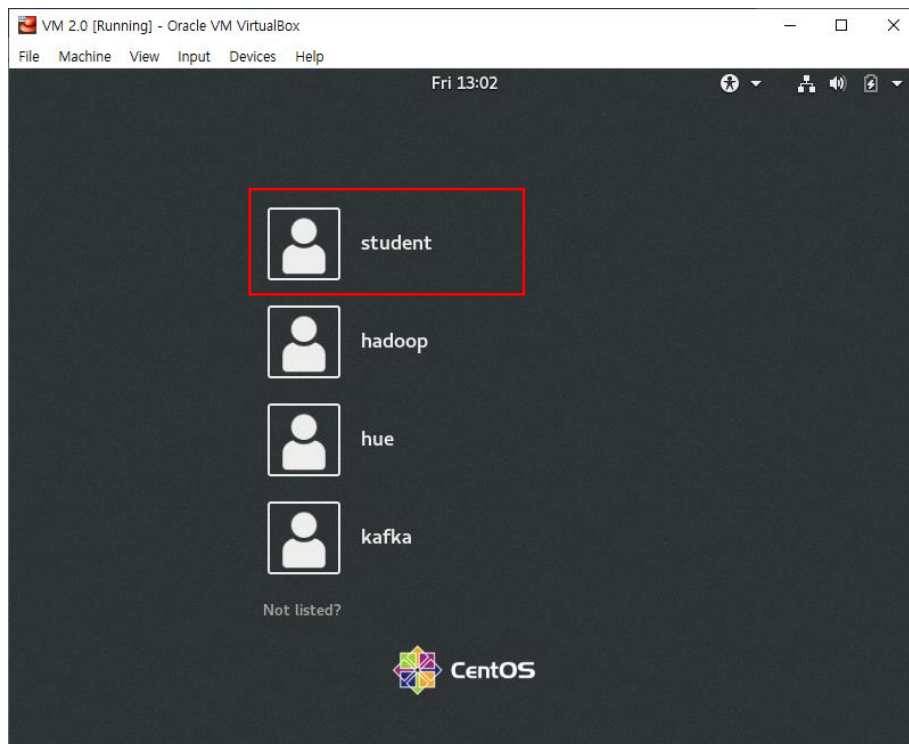 VM 2.0 [Running] - Oracle VM VirtualBox
File Machine View Input Devices Help
Fri 13:02
student
hadoop
hue
kafka
Not listed?
CentOS